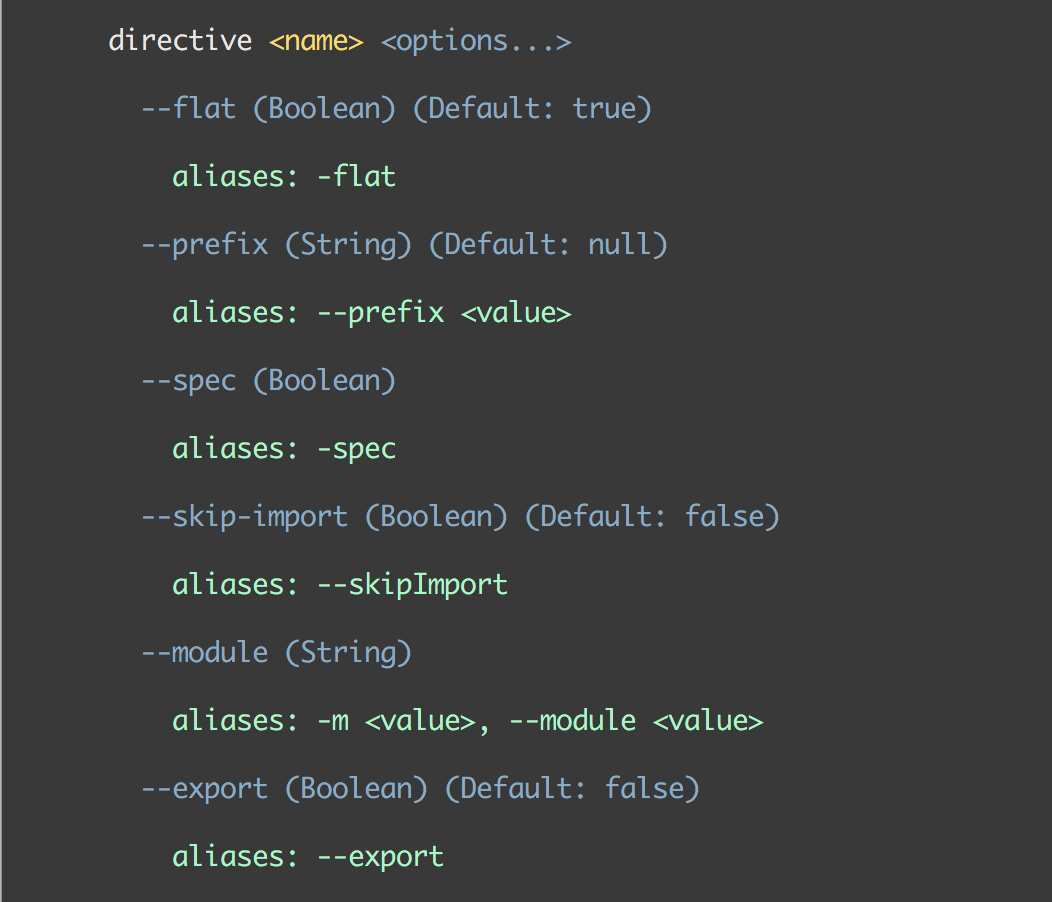 directive <name> <options...>
--flat (Boolean) (Default: true)
aliases: -flat
--prefix (String) (Default: null)
aliases: --prefix <value>
--spec (Boolean)
aliases: -spec
--skip-import (Boolean) (Default: false)
aliases: --skipImport
--module (String)
aliases: -m <value>, --module <value>
--export (Boolean) (Default: false)
aliases: --export